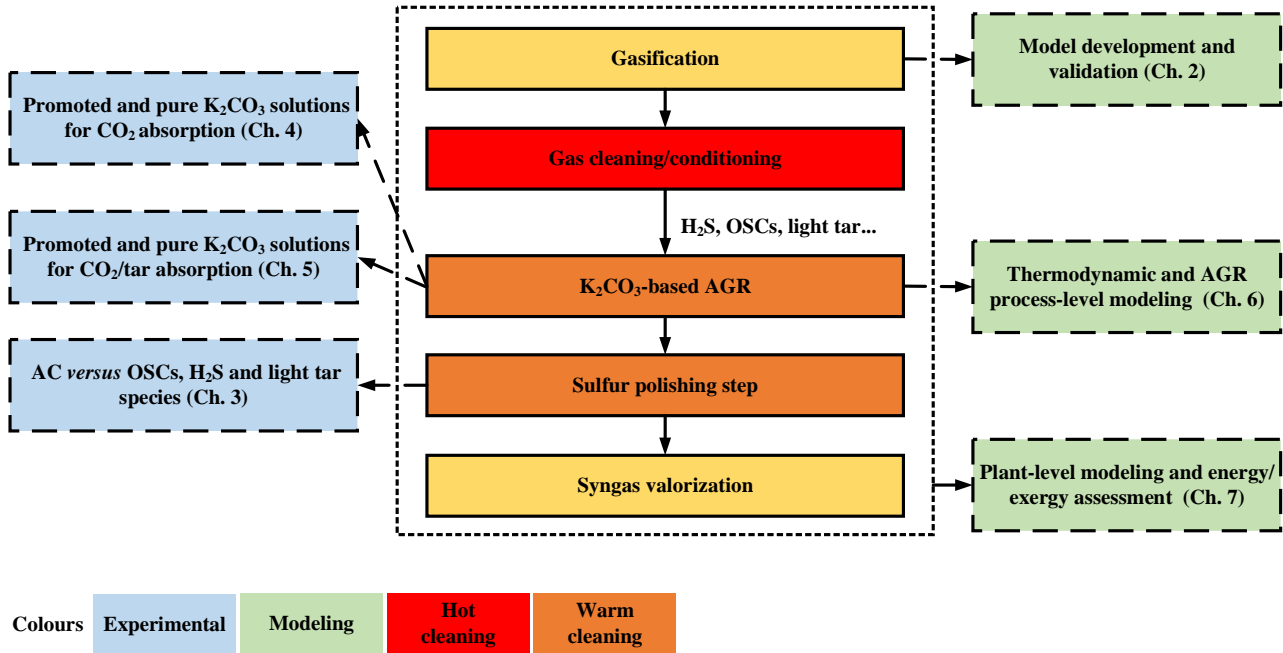 Gasification
Model development and
validation (Ch. 2)
Promoted and pure K₂CO₃ solutions
for CO₂ absorption (Ch. 4)
Gas cleaning/conditioning
H₂S, OSCs, light tar...
Promoted and pure K₂CO₃ solutions
for CO₂/tar absorption (Ch. 5)
K₂CO₃-based AGR
Thermodynamic and AGR
process-level modeling (Ch. 6)
AC versus OSCs, H₂S and light tar
species (Ch. 3)
Sulfur polishing step
Syngas valorization
Plant-level modeling and energy/
exergy assessment (Ch. 7)
Colours
Experimental
Modeling
Hot
cleaning
Warm
cleaning